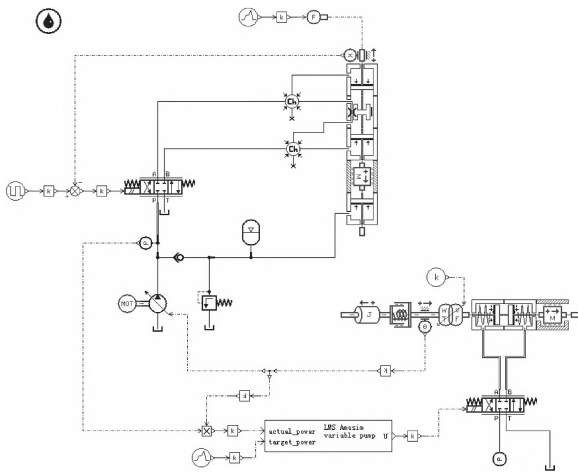 k
F
x
Ch
Ch
A B
k
+
-
k
P T
M
P
MOT
k
J
θ
M
k
k
A B
actual_power LMS Amesim
target_power variable pump U
k
k
k
P T
P